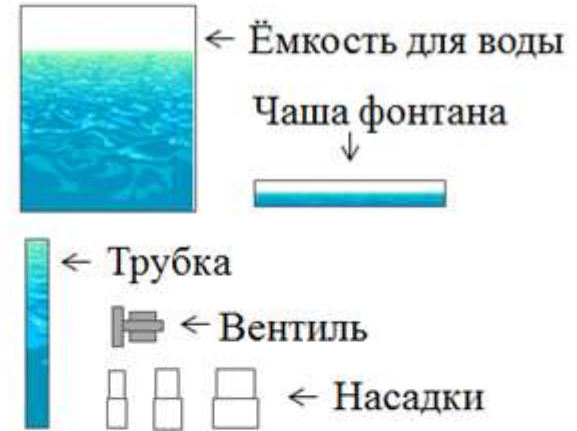 Ёмкость для воды
Чаша фонтана
Трубка
Вентиль
Насадки